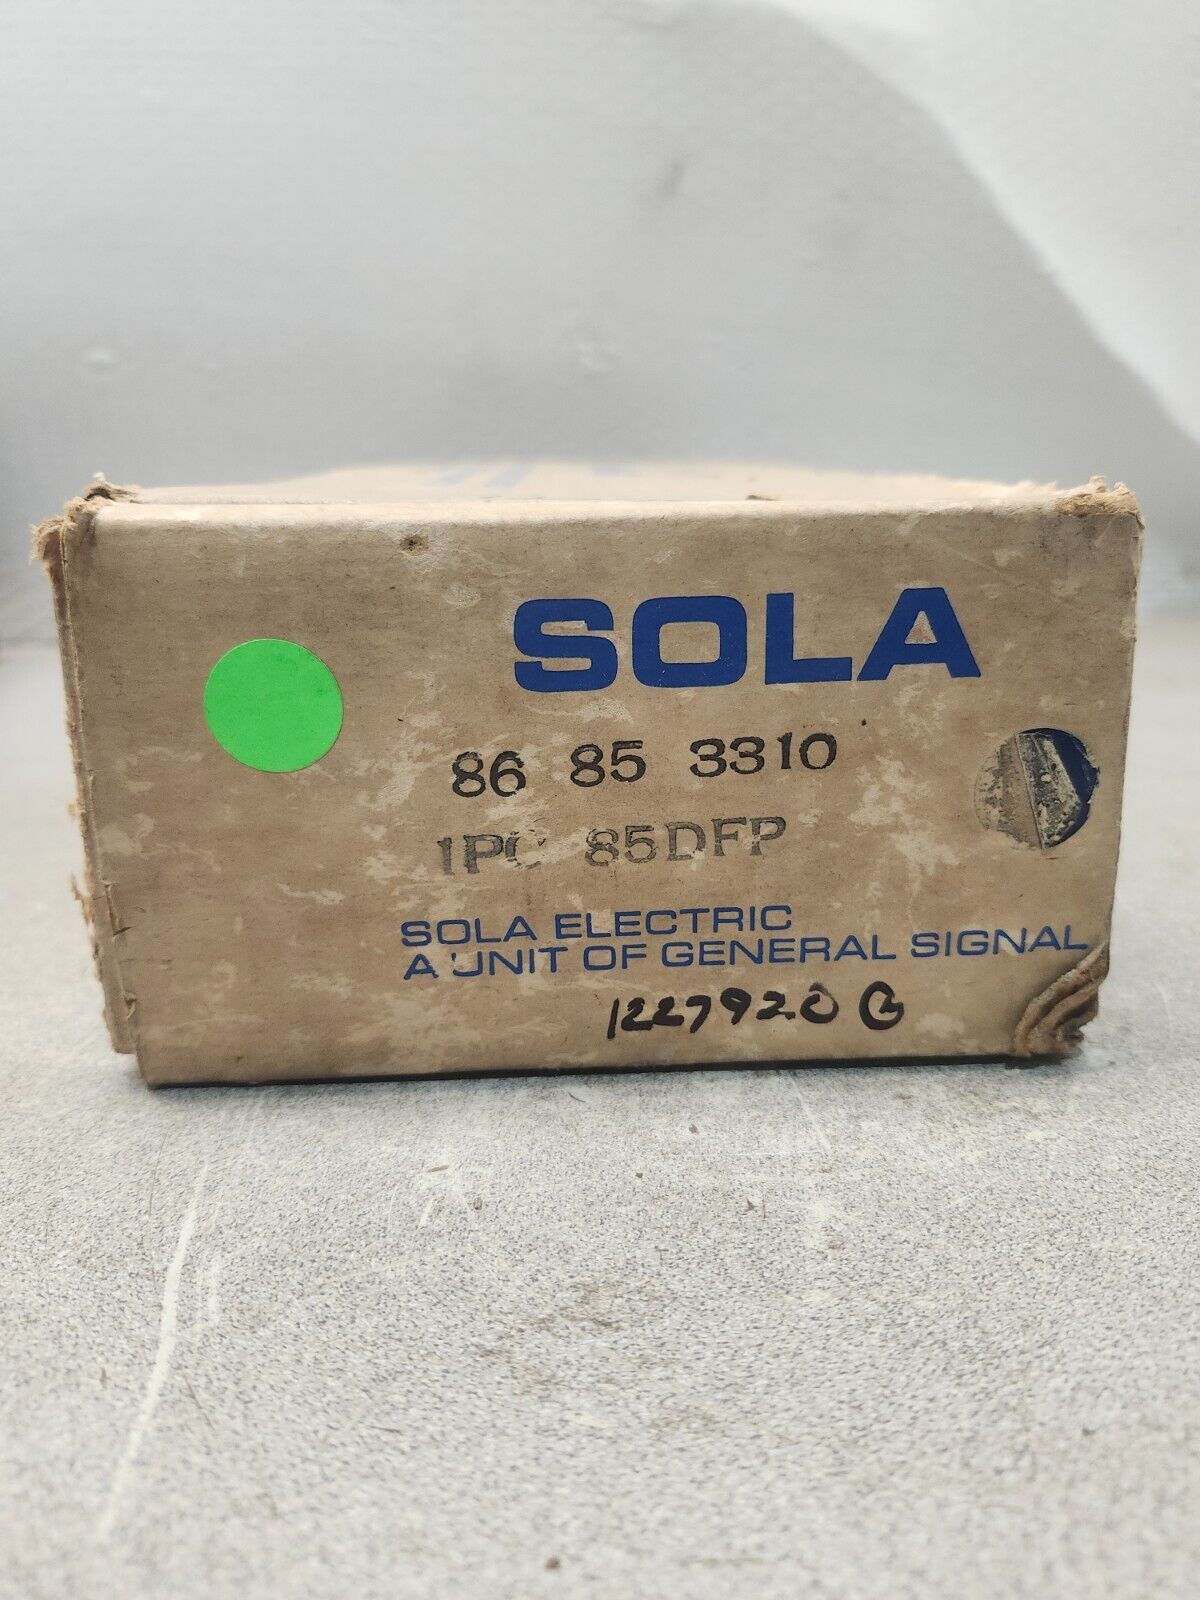 SOLA
86 85 3310
1PC 85DFP
SOLA ELECTRIC
A UNIT OF GENERAL SIGNAL
1227920 G